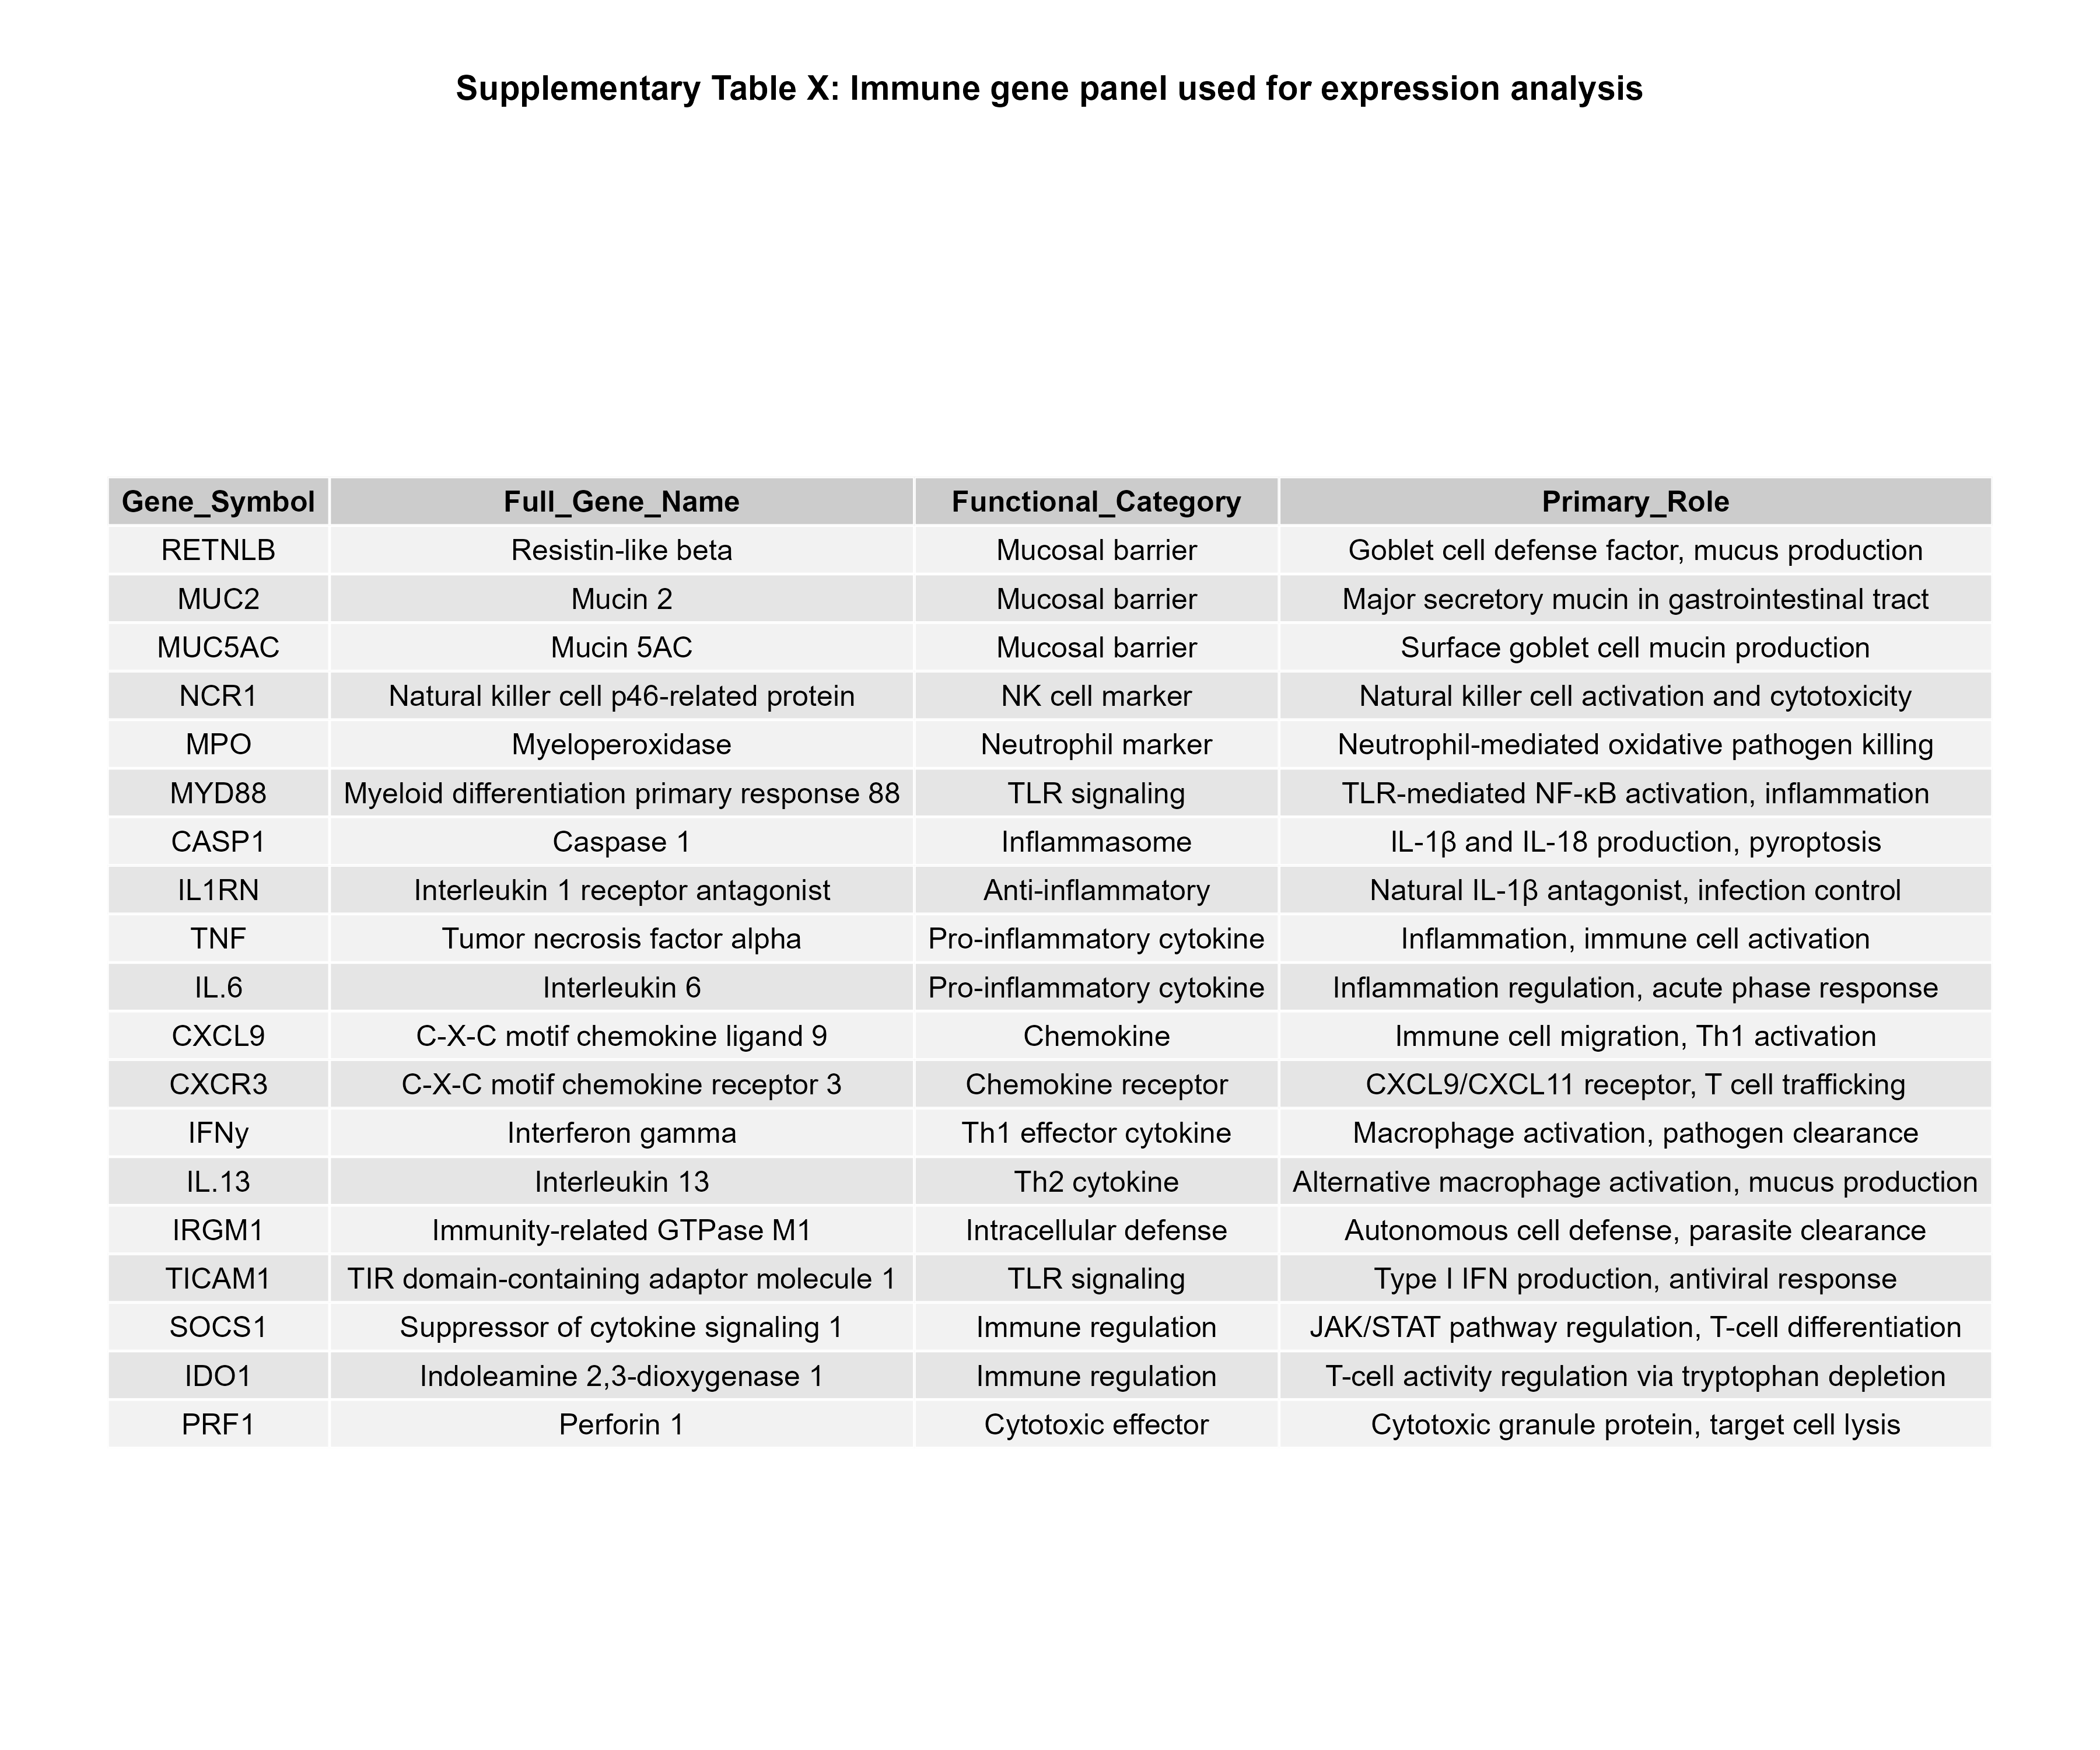 Supplementary Table X: Immune gene panel used for expression analysis
Gene_Symbol Full_Gene_Name Functional_Category Primary_Role
RETNLB Resistin-like beta Mucosal barrier Goblet cell defense factor, mucus production
MUC2 Mucin 2 Mucosal barrier Major secretory mucin in gastrointestinal tract
MUC5AC Mucin 5AC Mucosal barrier Surface goblet cell mucin production
NCR1 Natural killer cell p46-related protein NK cell marker Natural killer cell activation and cytotoxicity
MPO Myeloperoxidase Neutrophil marker Neutrophil-mediated oxidative pathogen killing
MYD88 Myeloid differentiation primary response 88 TLR signaling TLR-mediated NF-κB activation, inflammation
CASP1 Caspase 1 Inflammasome IL-1β and IL-18 production, pyroptosis
IL1RN Interleukin 1 receptor antagonist Anti-inflammatory Natural IL-1β antagonist, infection control
TNF Tumor necrosis factor alpha Pro-inflammatory cytokine Inflammation, immune cell activation
IL.6 Interleukin 6 Pro-inflammatory cytokine Inflammation regulation, acute phase response
CXCL9 C-X-C motif chemokine ligand 9 Chemokine Immune cell migration, Th1 activation
CXCR3 C-X-C motif chemokine receptor 3 Chemokine receptor CXCL9/CXCL11 receptor, T cell trafficking
IFNy Interferon gamma Th1 effector cytokine Macrophage activation, pathogen clearance
IL.13 Interleukin 13 Th2 cytokine Alternative macrophage activation, mucus production
IRGM1 Immunity-related GTPase M1 Intracellular defense Autonomous cell defense, parasite clearance
TICAM1 TIR domain-containing adaptor molecule 1 TLR signaling Type I IFN production, antiviral response
SOCS1 Suppressor of cytokine signaling 1 Immune regulation JAK/STAT pathway regulation, T-cell differentiation
IDO1 Indoleamine 2,3-dioxygenase 1 Immune regulation T-cell activity regulation via tryptophan depletion
PRF1 Perforin 1 Cytotoxic effector Cytotoxic granule protein, target cell lysis